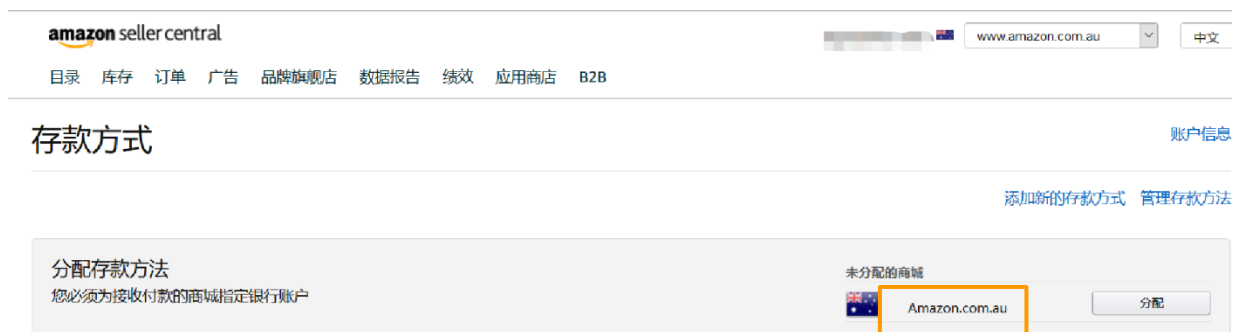 amazon seller central www.amazon.com.au 中文
目录 库存 订单 广告 品牌旗舰店 数据报告 绩效 应用商店 B2B
存款方式 账户信息
添加新的存款方式 管理存款方法
分配存款方法
未分配的商城
您必须为接收付款的商城指定银行账户
Amazon.com.au 分配